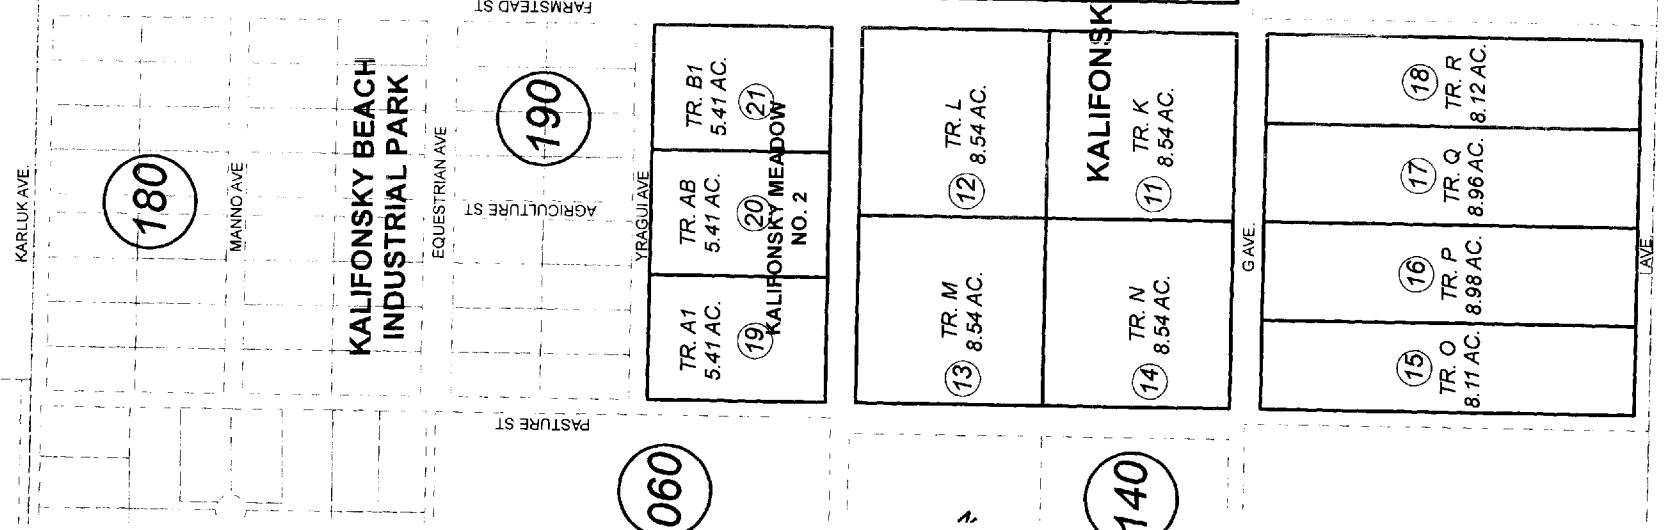 FARMSTEAD ST
KARLUK AVE.
180
MANNO AVE
KALIFONSKY BEACH
INDUSTRIAL PARK
EQUESTRIAN AVE
190
AGRICULTURE ST
YRAGUI AVE
PASTURE ST
TR. B1
5.41 AC.
21
TR. AB
5.41 AC.
20
TR. A1
5.41 AC.
19
KALIFONSKY MEADOW
NO. 2
060
12
TR. L
8.54 AC.
13
TR. M
8.54 AC.
KALIFONSK
11
TR. K
8.54 AC.
14
TR. N
8.54 AC.
140
G AVE.
18
TR. R
8.12 AC.
17
TR. Q
8.96 AC.
16
TR. P
8.98 AC.
15
TR. O
8.11 AC.
AVE.